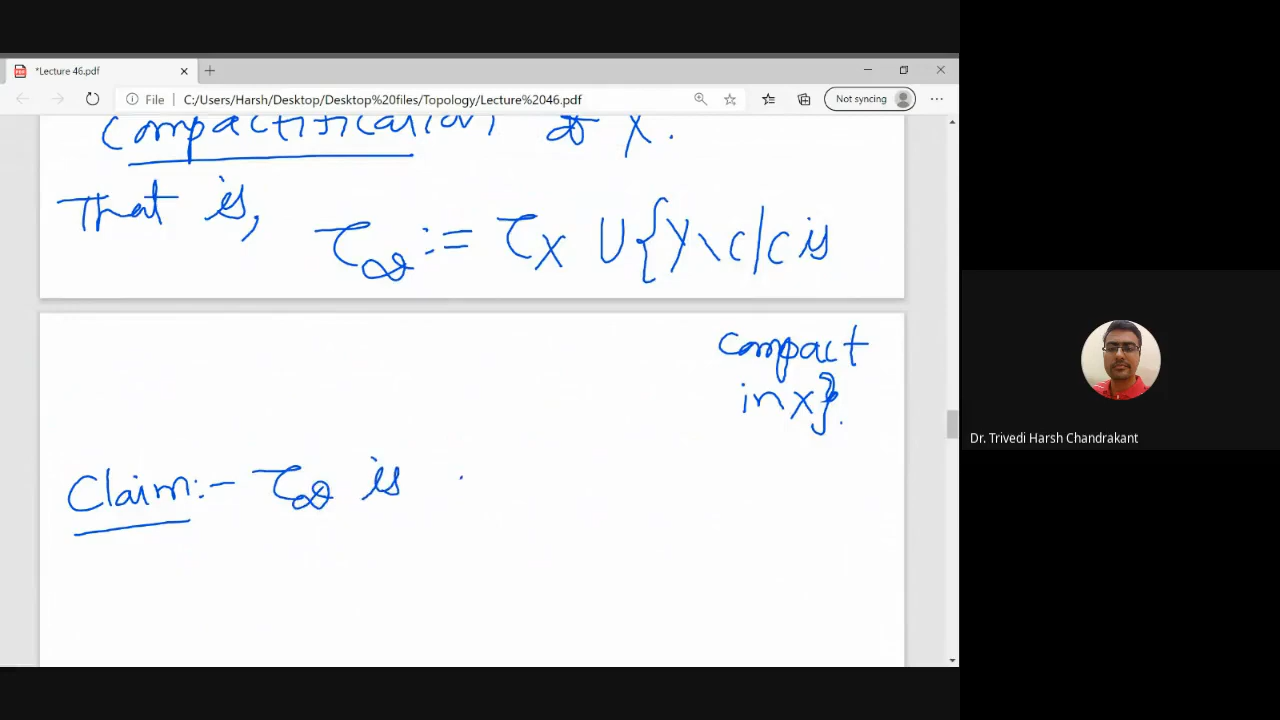 *Lecture 46.pdf
File | C:/Users/Harsh/Desktop/Desktop%20files/Topology/Lecture%2046.pdf
Not syncing
Compactification of X.
That is, τ∞ := τX ∪ {Y\C/C is
compact
in X}.
Claim:- τ∞ is
Dr. Trivedi Harsh Chandrakant